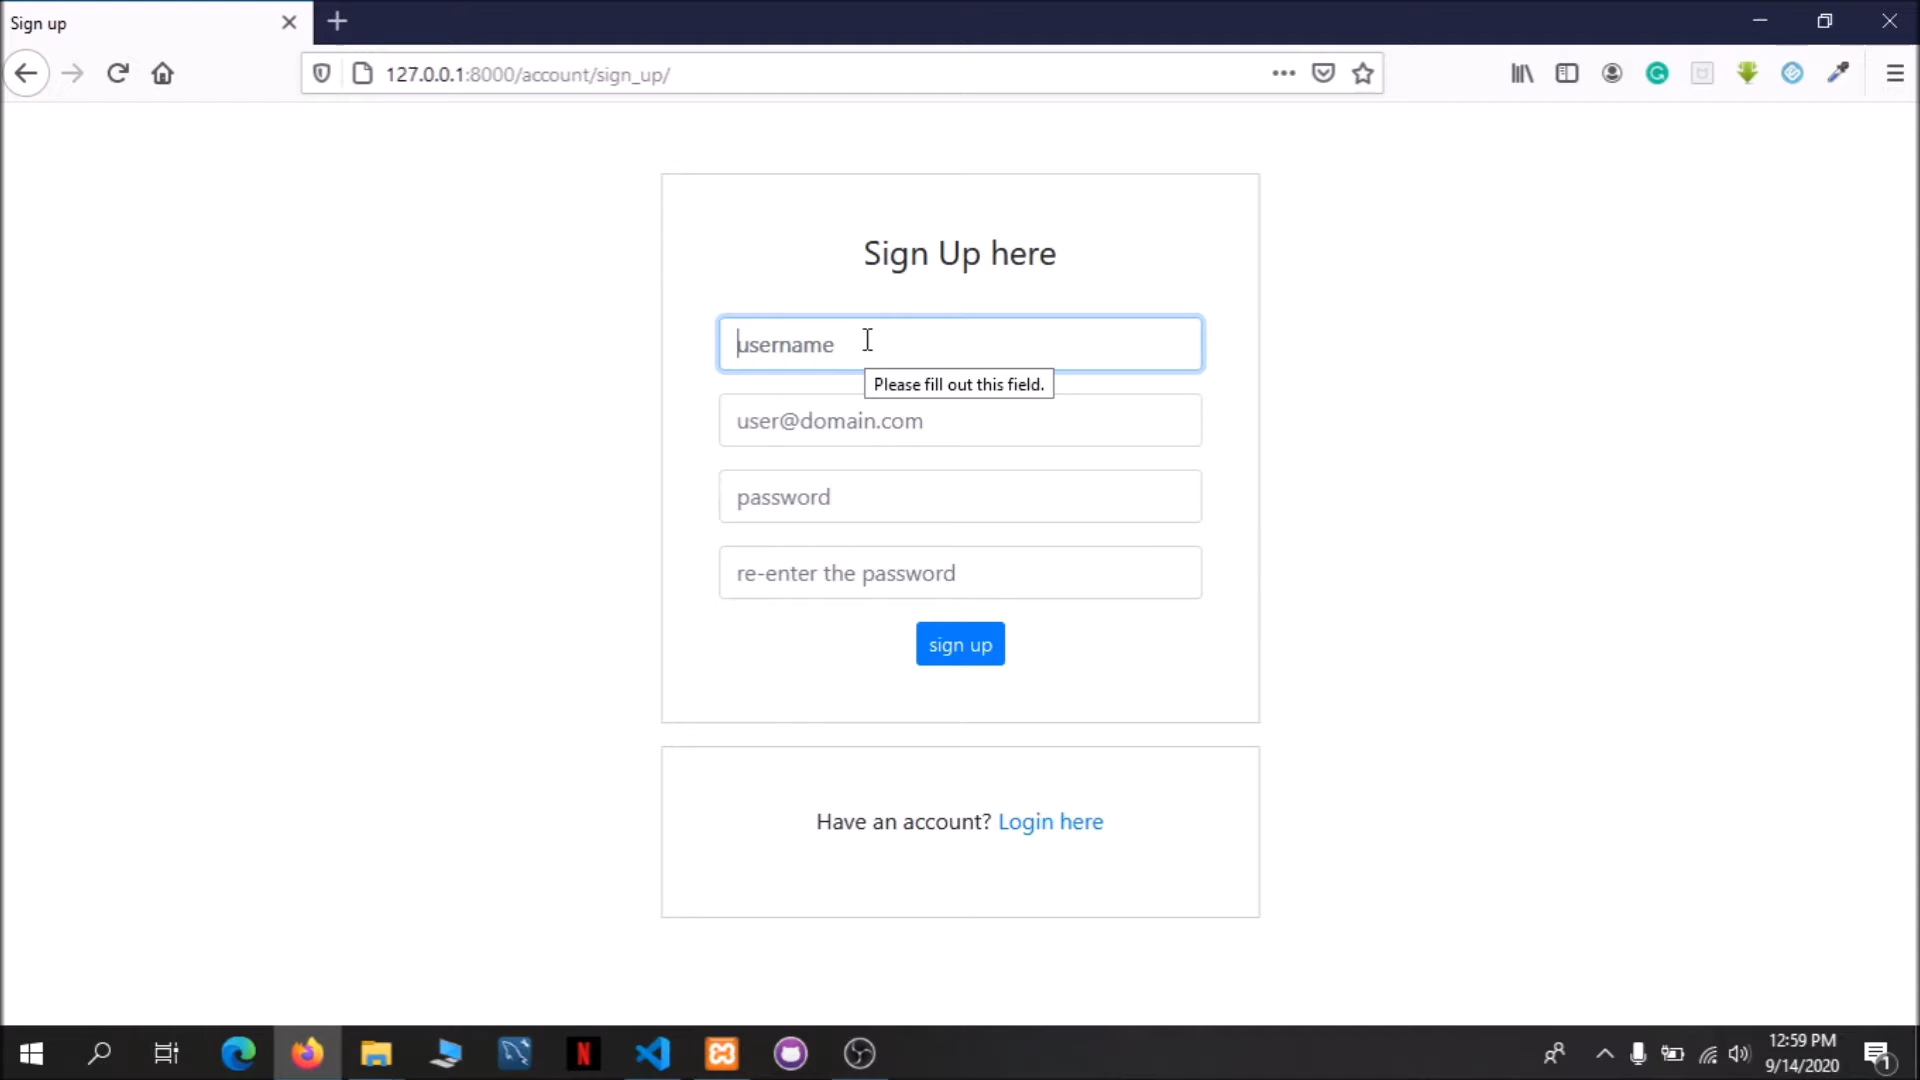 Sign up
127.0.0.1:8000/account/sign_up/
Sign Up here
username
Please fill out this field.
user@domain.com
password
re-enter the password
sign up
Have an account? Login here
12:59 PM
9/14/2020
1